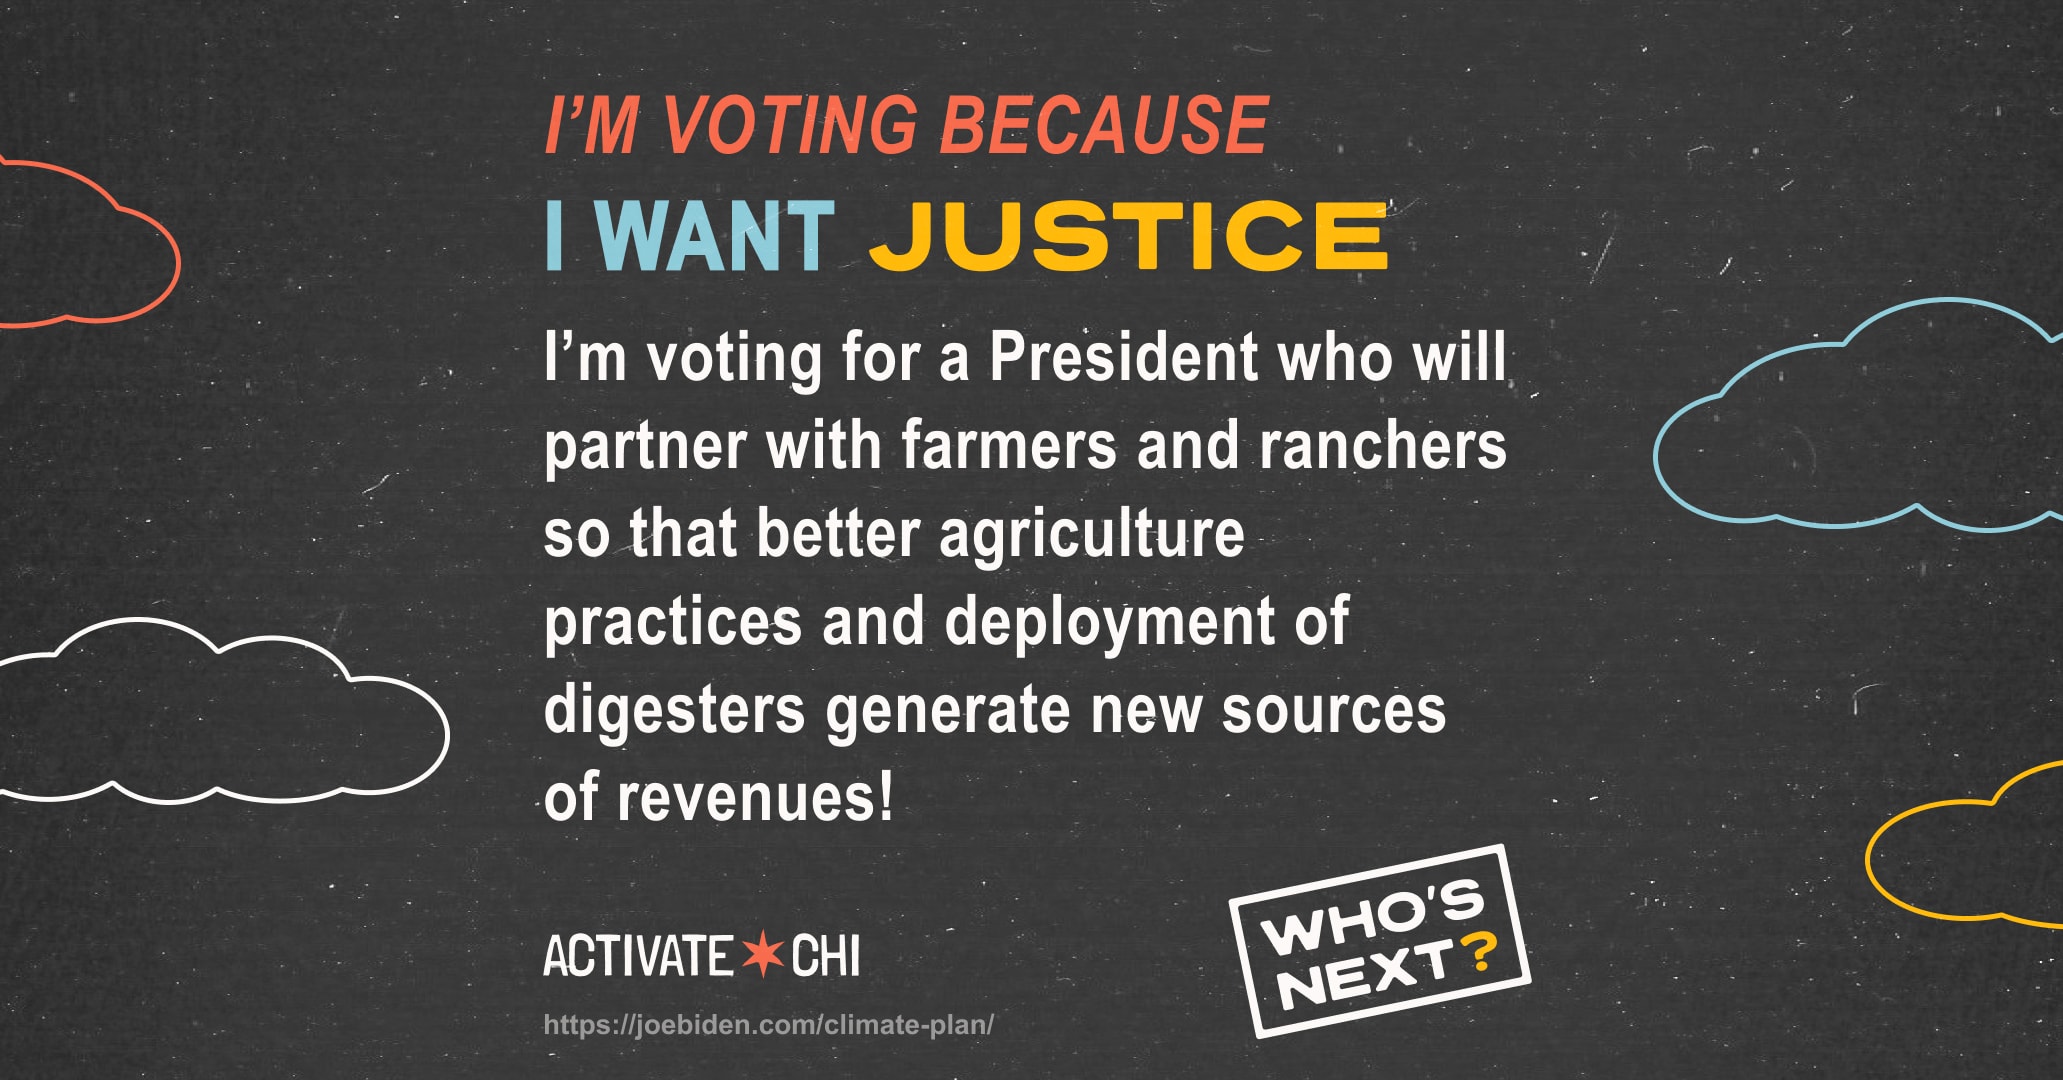 I’M VOTING BECAUSE
I WANT JUSTICE
I’m voting for a President who will
partner with farmers and ranchers
so that better agriculture
practices and deployment of
digesters generate new sources
of revenues!
ACTIVATE CHI
https://joebiden.com/climate-plan/
WHO'S
NEXT?